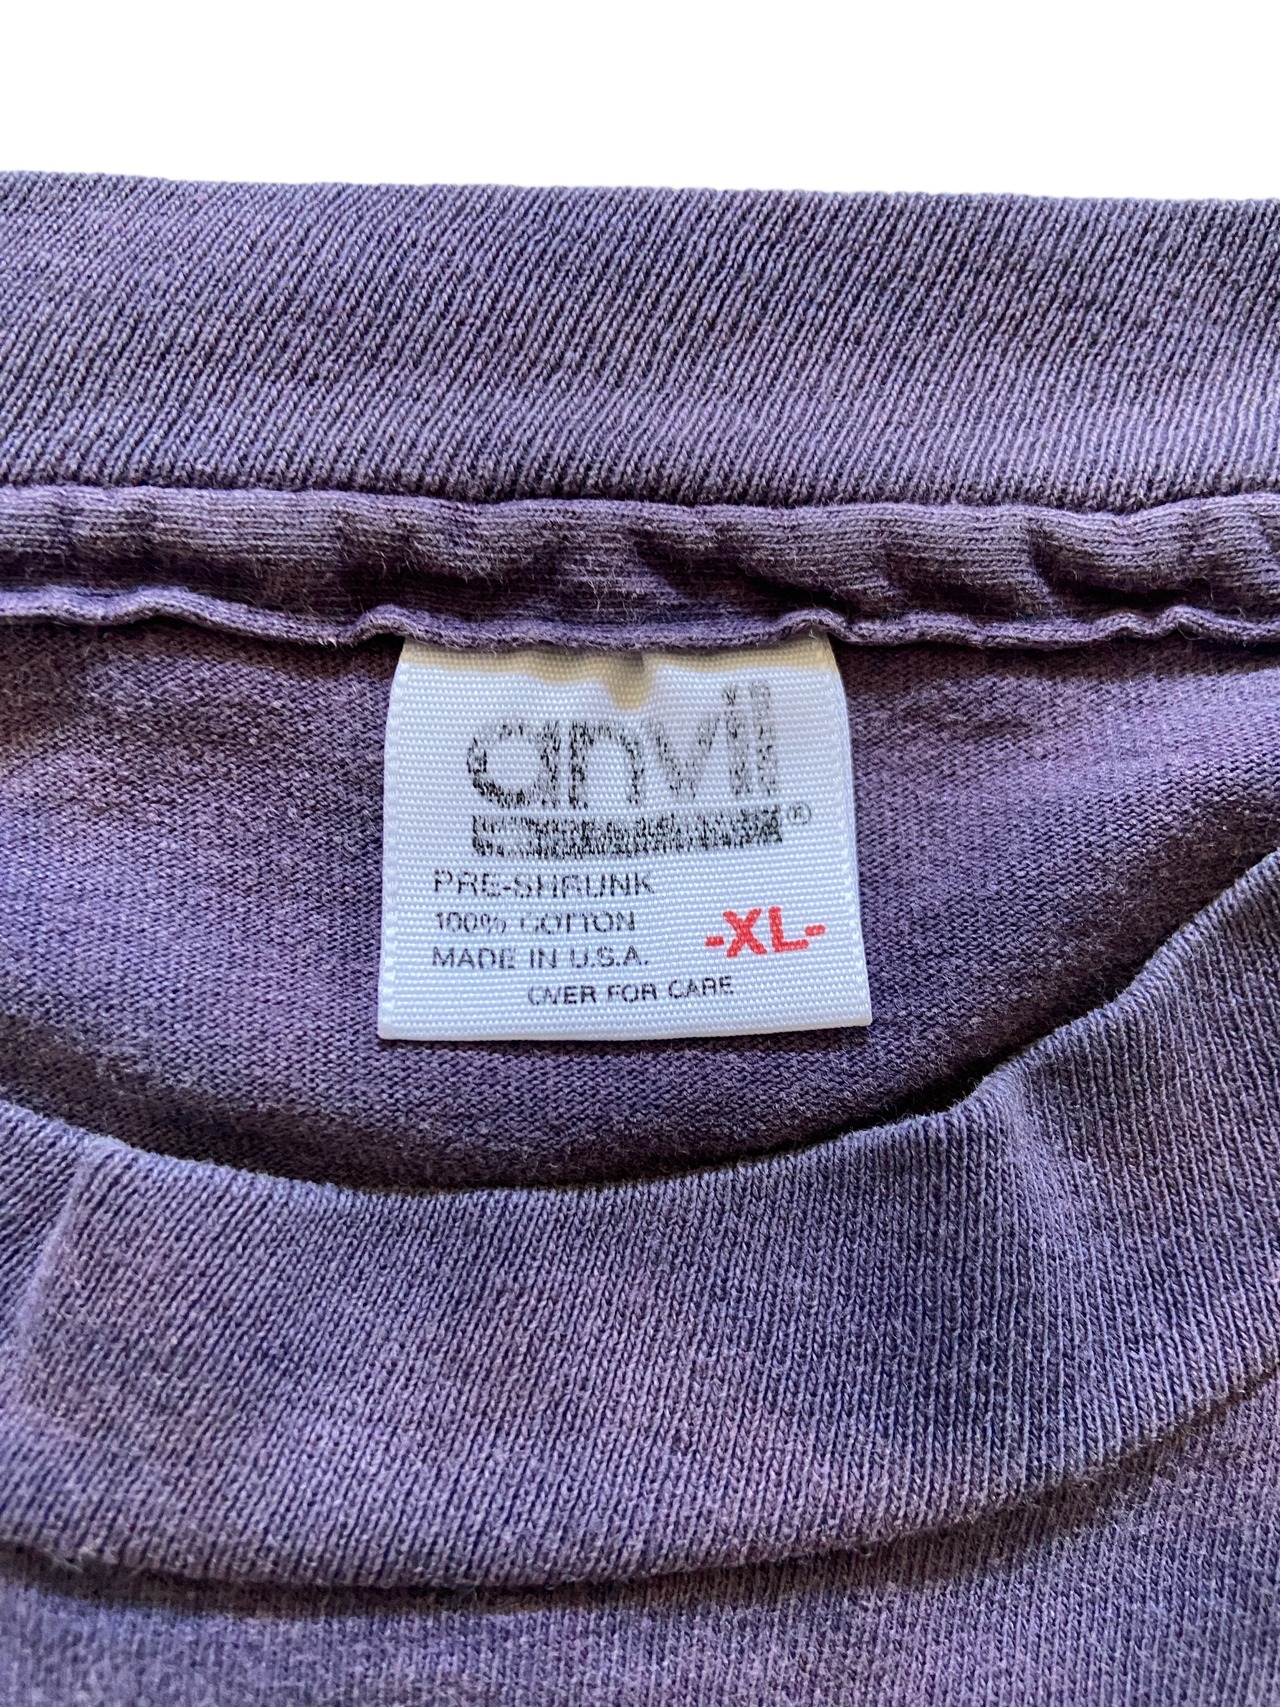 anvil®
PRE-SHRUNK
100% COTTON
MADE IN U.S.A.
-XL-
OVER FOR CARE